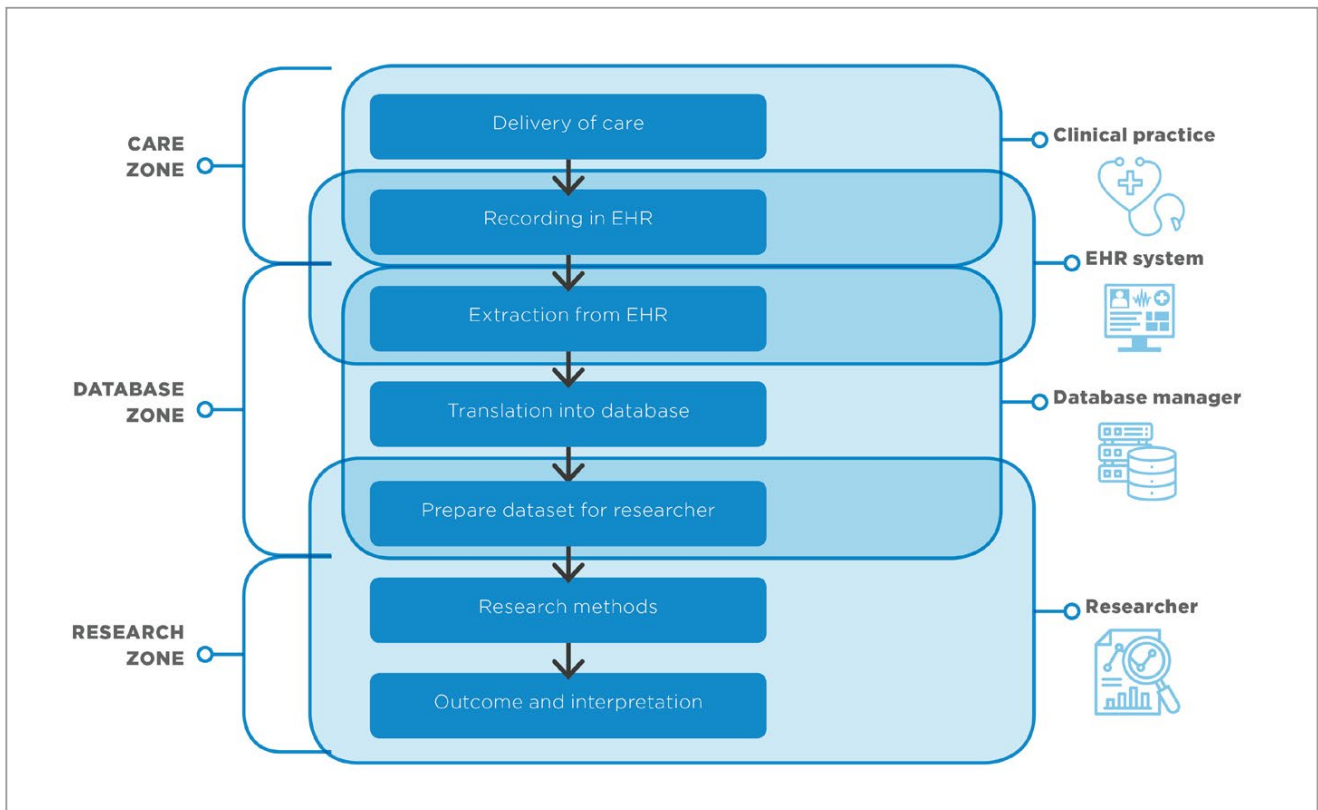 CARE
ZONE
DATABASE
ZONE
RESEARCH
ZONE
Delivery of care
Recording in EHR
Extraction from EHR
Translation into database
Prepare dataset for researcher
Research methods
Outcome and interpretation
Clinical practice
EHR system
Database manager
Researcher